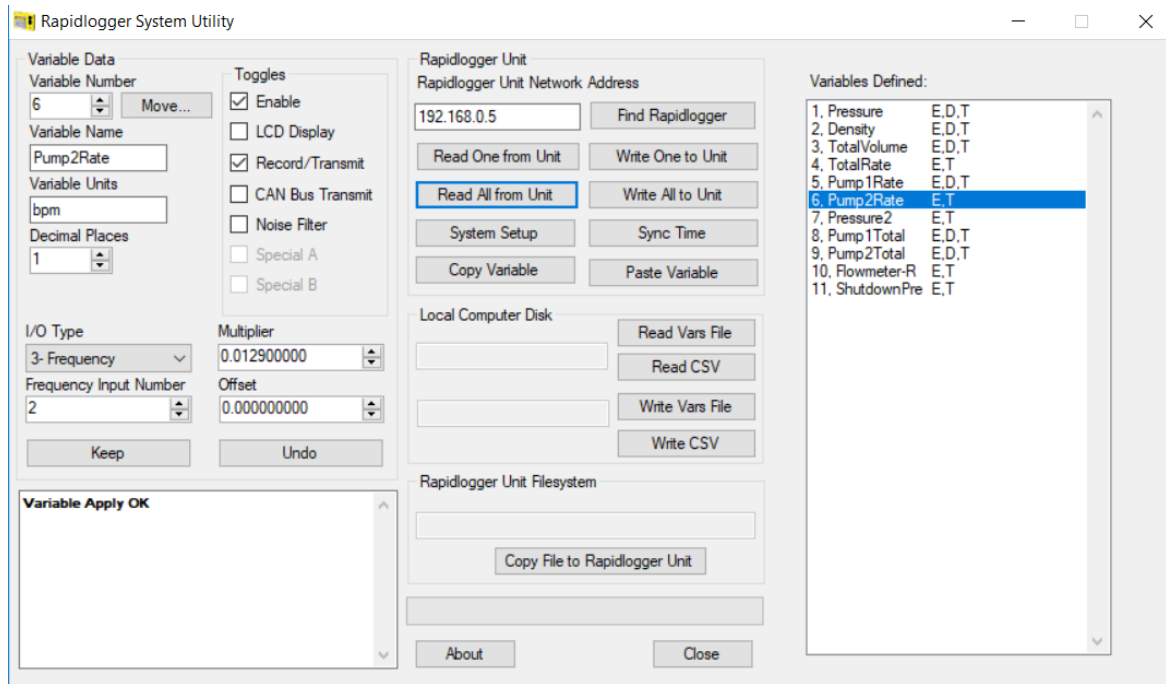 Rapidlogger System Utility
Variable Data
Variable Number
6
Move...
Variable Name
Pump2Rate
Variable Units
bpm
Decimal Places
1
Toggles
Enable
LCD Display
Record/Transmit
CAN Bus Transmit
Noise Filter
Special A
Special B
I/O Type
3- Frequency
Multiplier
0.012900000
Frequency Input Number
2
Offset
0.000000000
Keep
Undo
Variable Apply OK
Rapidlogger Unit
Rapidlogger Unit Network Address
192.168.0.5
Find Rapidlogger
Read One from Unit
Write One to Unit
Read All from Unit
Write All to Unit
System Setup
Sync Time
Copy Variable
Paste Variable
Local Computer Disk
Read Vars File
Read CSV
Write Vars File
Write CSV
Rapidlogger Unit Filesystem
Copy File to Rapidlogger Unit
About
Close
Variables Defined:
1, Pressure E,D,T
2, Density E,D,T
3, TotalVolume E,D,T
4, TotalRate E,T
5, Pump1Rate E,D,T
6, Pump2Rate E,T
7, Pressure2 E,T
8, Pump1Total E,D,T
9, Pump2Total E,D,T
10, Flowmeter-R E,T
11, ShutdownPre E,T